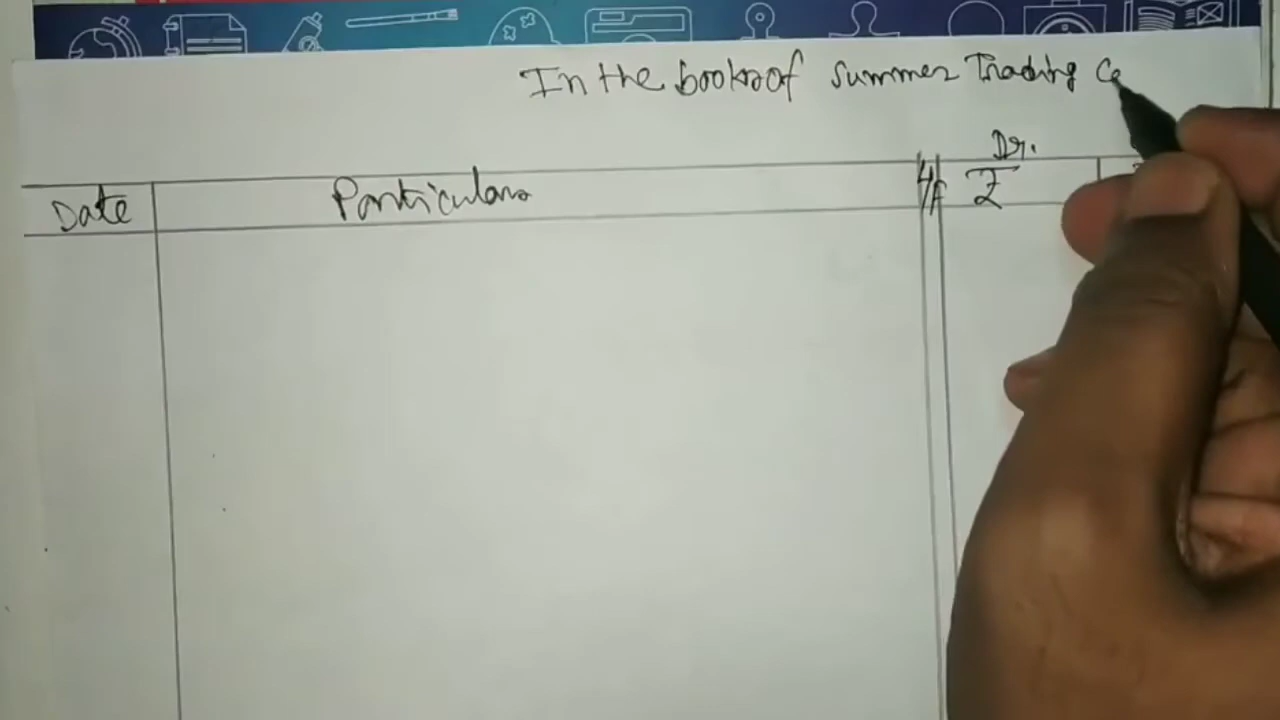 In the books of Summer Trading Co
Dr.
Date Particulars L/F ₹